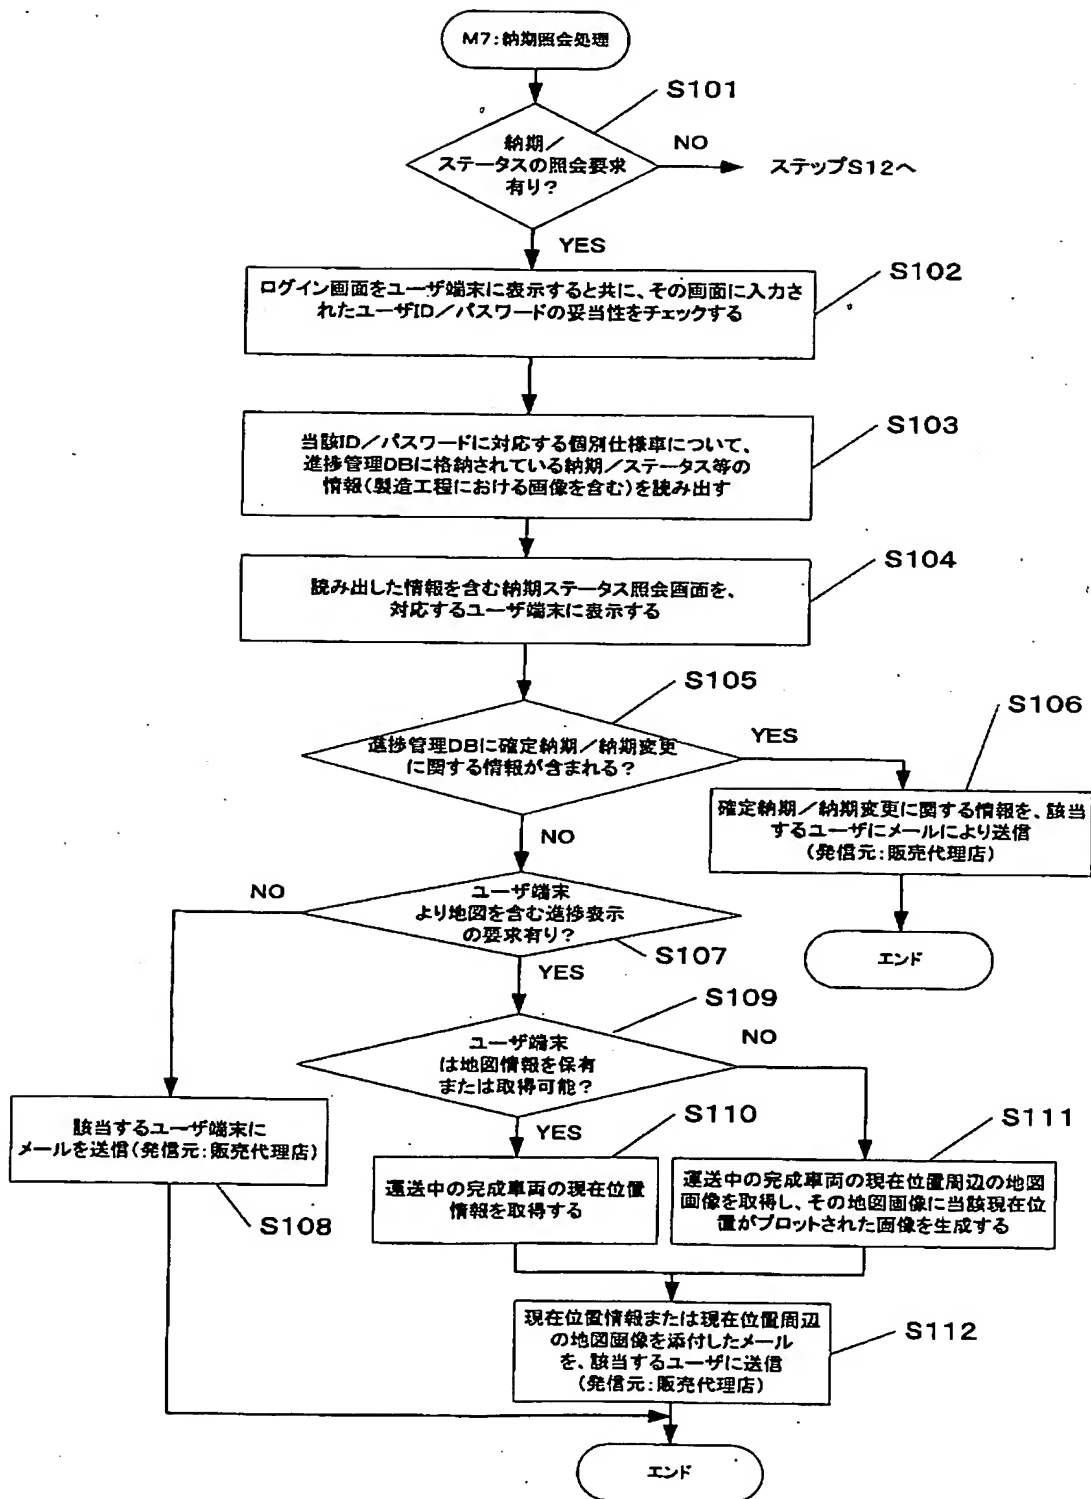 M7:納期照会処理
S101
納期／
ステータスの照会要求
有り？
NO
ステップS12へ
YES
S102
ログイン画面をユーザ端末に表示すると共に、その画面に入力さ
れたユーザID／パスワードの妥当性をチェックする
S103
当該ID／パスワードに対応する個別仕様車について、
進捗管理DBに格納されている納期／ステータス等の
情報(製造工程における画像を含む)を読み出す
S104
読み出した情報を含む納期ステータス照会画面を、
対応するユーザ端末に表示する
S105
進捗管理DBに確定納期／納期変更
に関する情報が含まれる？
YES
S106
確定納期／納期変更に関する情報を、該当
するユーザにメールにより送信
(発信元:販売代理店)
エンド
NO
ユーザ端末
より地図を含む進捗表示
の要求有り？
NO
S107
YES
S109
ユーザ端末
は地図情報を保有
または取得可能？
NO
該当するユーザ端末に
メールを送信(発信元:販売代理店)
S108
YES
S110
運送中の完成車両の現在位置
情報を取得する
S111
運送中の完成車両の現在位置周辺の地図
画像を取得し、その地図画像に当該現在位
置がプロットされた画像を生成する
現在位置情報または現在位置周辺
の地図画像を添付したメール
を、該当するユーザに送信
(発信元:販売代理店)
S112
エンド